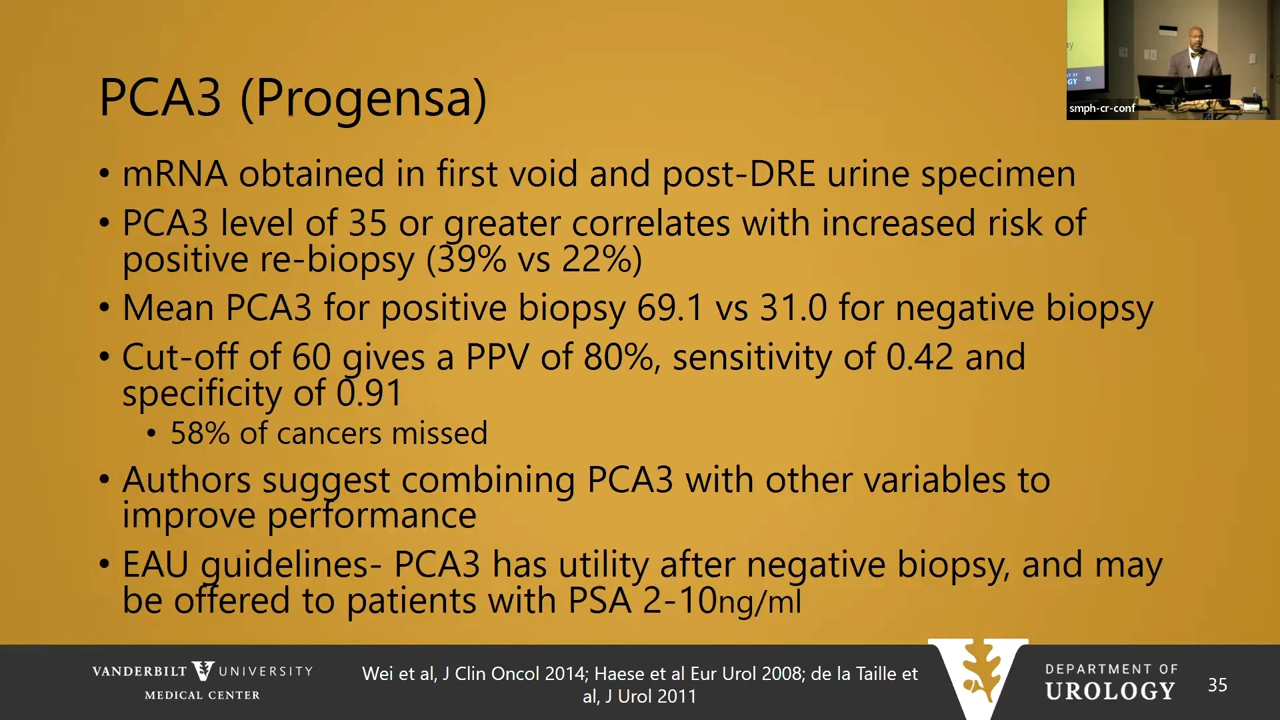 PCA3 (Progensa)
• mRNA obtained in first void and post-DRE urine specimen
• PCA3 level of 35 or greater correlates with increased risk of
positive re-biopsy (39% vs 22%)
• Mean PCA3 for positive biopsy 69.1 vs 31.0 for negative biopsy
• Cut-off of 60 gives a PPV of 80%, sensitivity of 0.42 and
specificity of 0.91
• 58% of cancers missed
• Authors suggest combining PCA3 with other variables to
improve performance
• EAU guidelines- PCA3 has utility after negative biopsy, and may
be offered to patients with PSA 2-10ng/ml
smph-cr-conf
VANDERBILT UNIVERSITY
MEDICAL CENTER
Wei et al, J Clin Oncol 2014; Haese et al Eur Urol 2008; de la Taille et
al, J Urol 2011
DEPARTMENT OF
UROLOGY
35